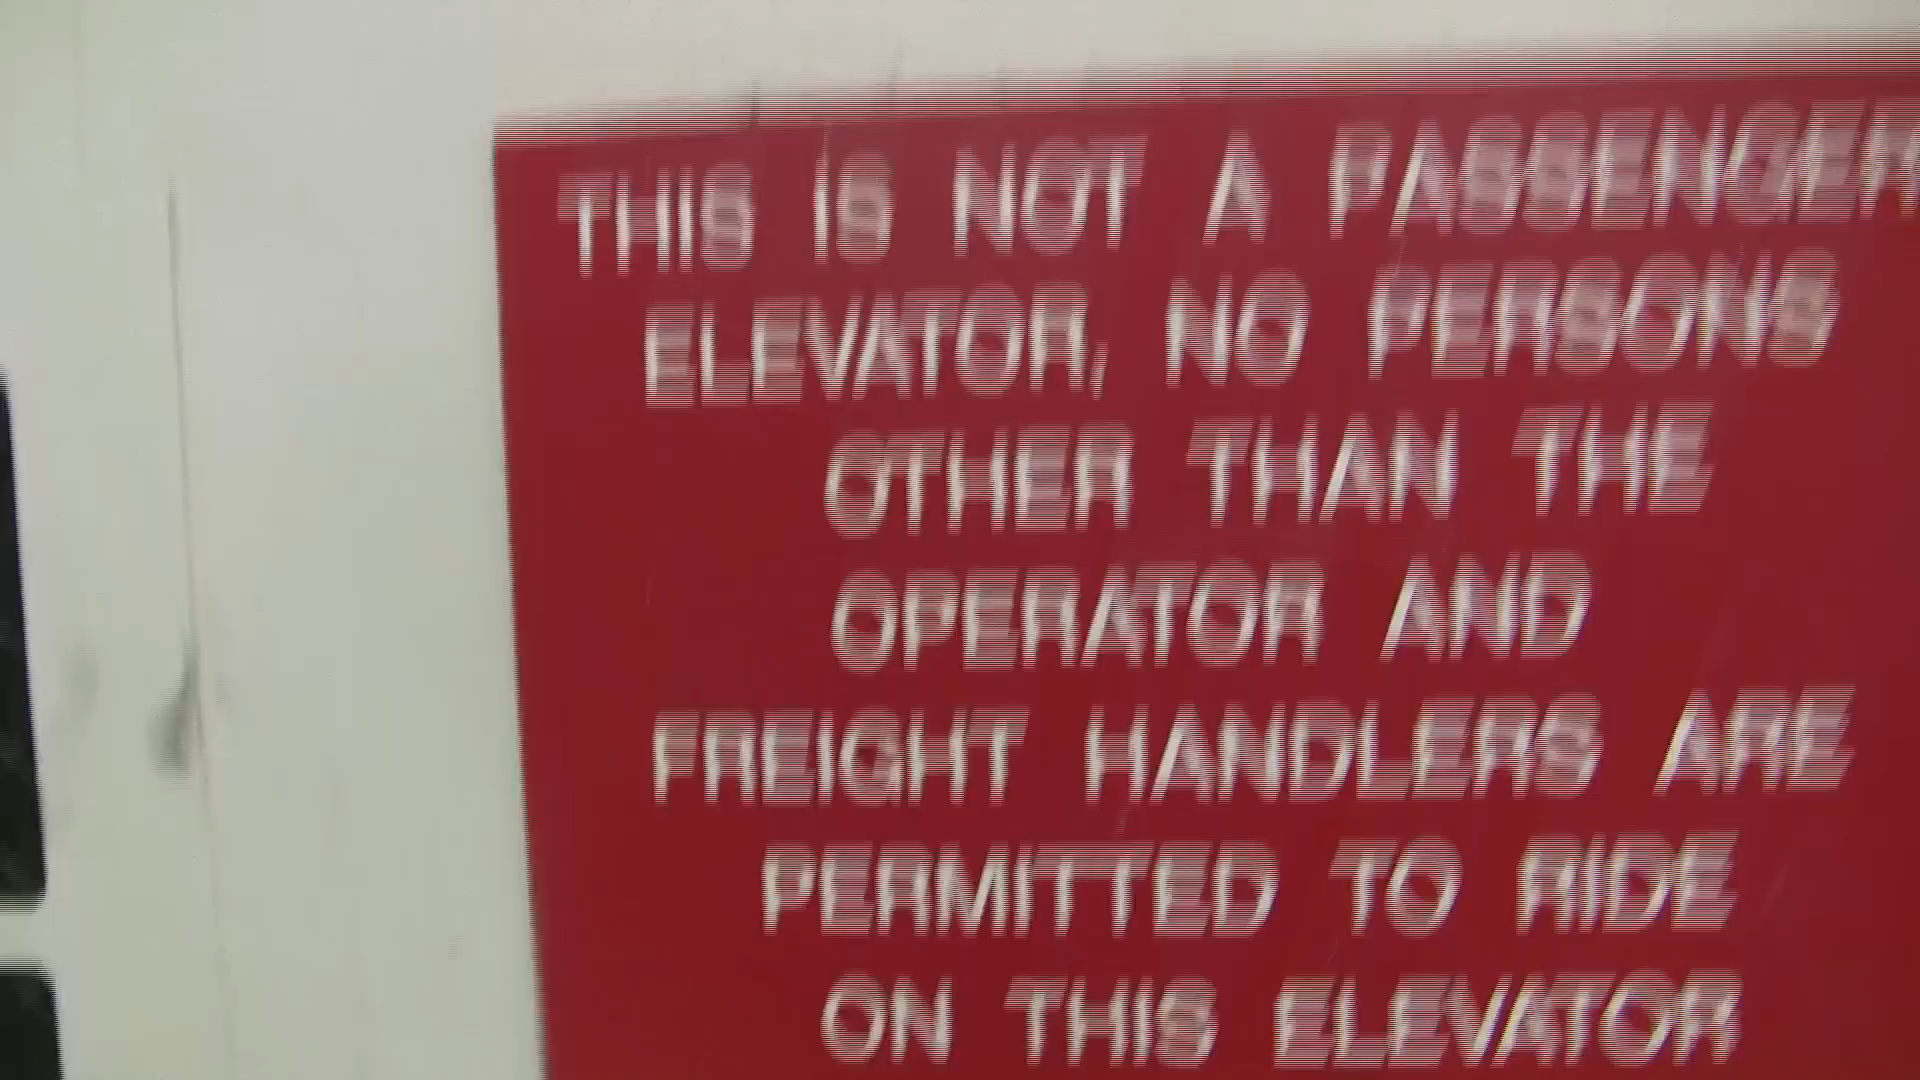 THIS IS NOT A PASSENGER
ELEVATOR, NO PERSONS
OTHER THAN THE
OPERATOR AND
FREIGHT HANDLERS ARE
PERMITTED TO RIDE
ON THIS ELEVATOR